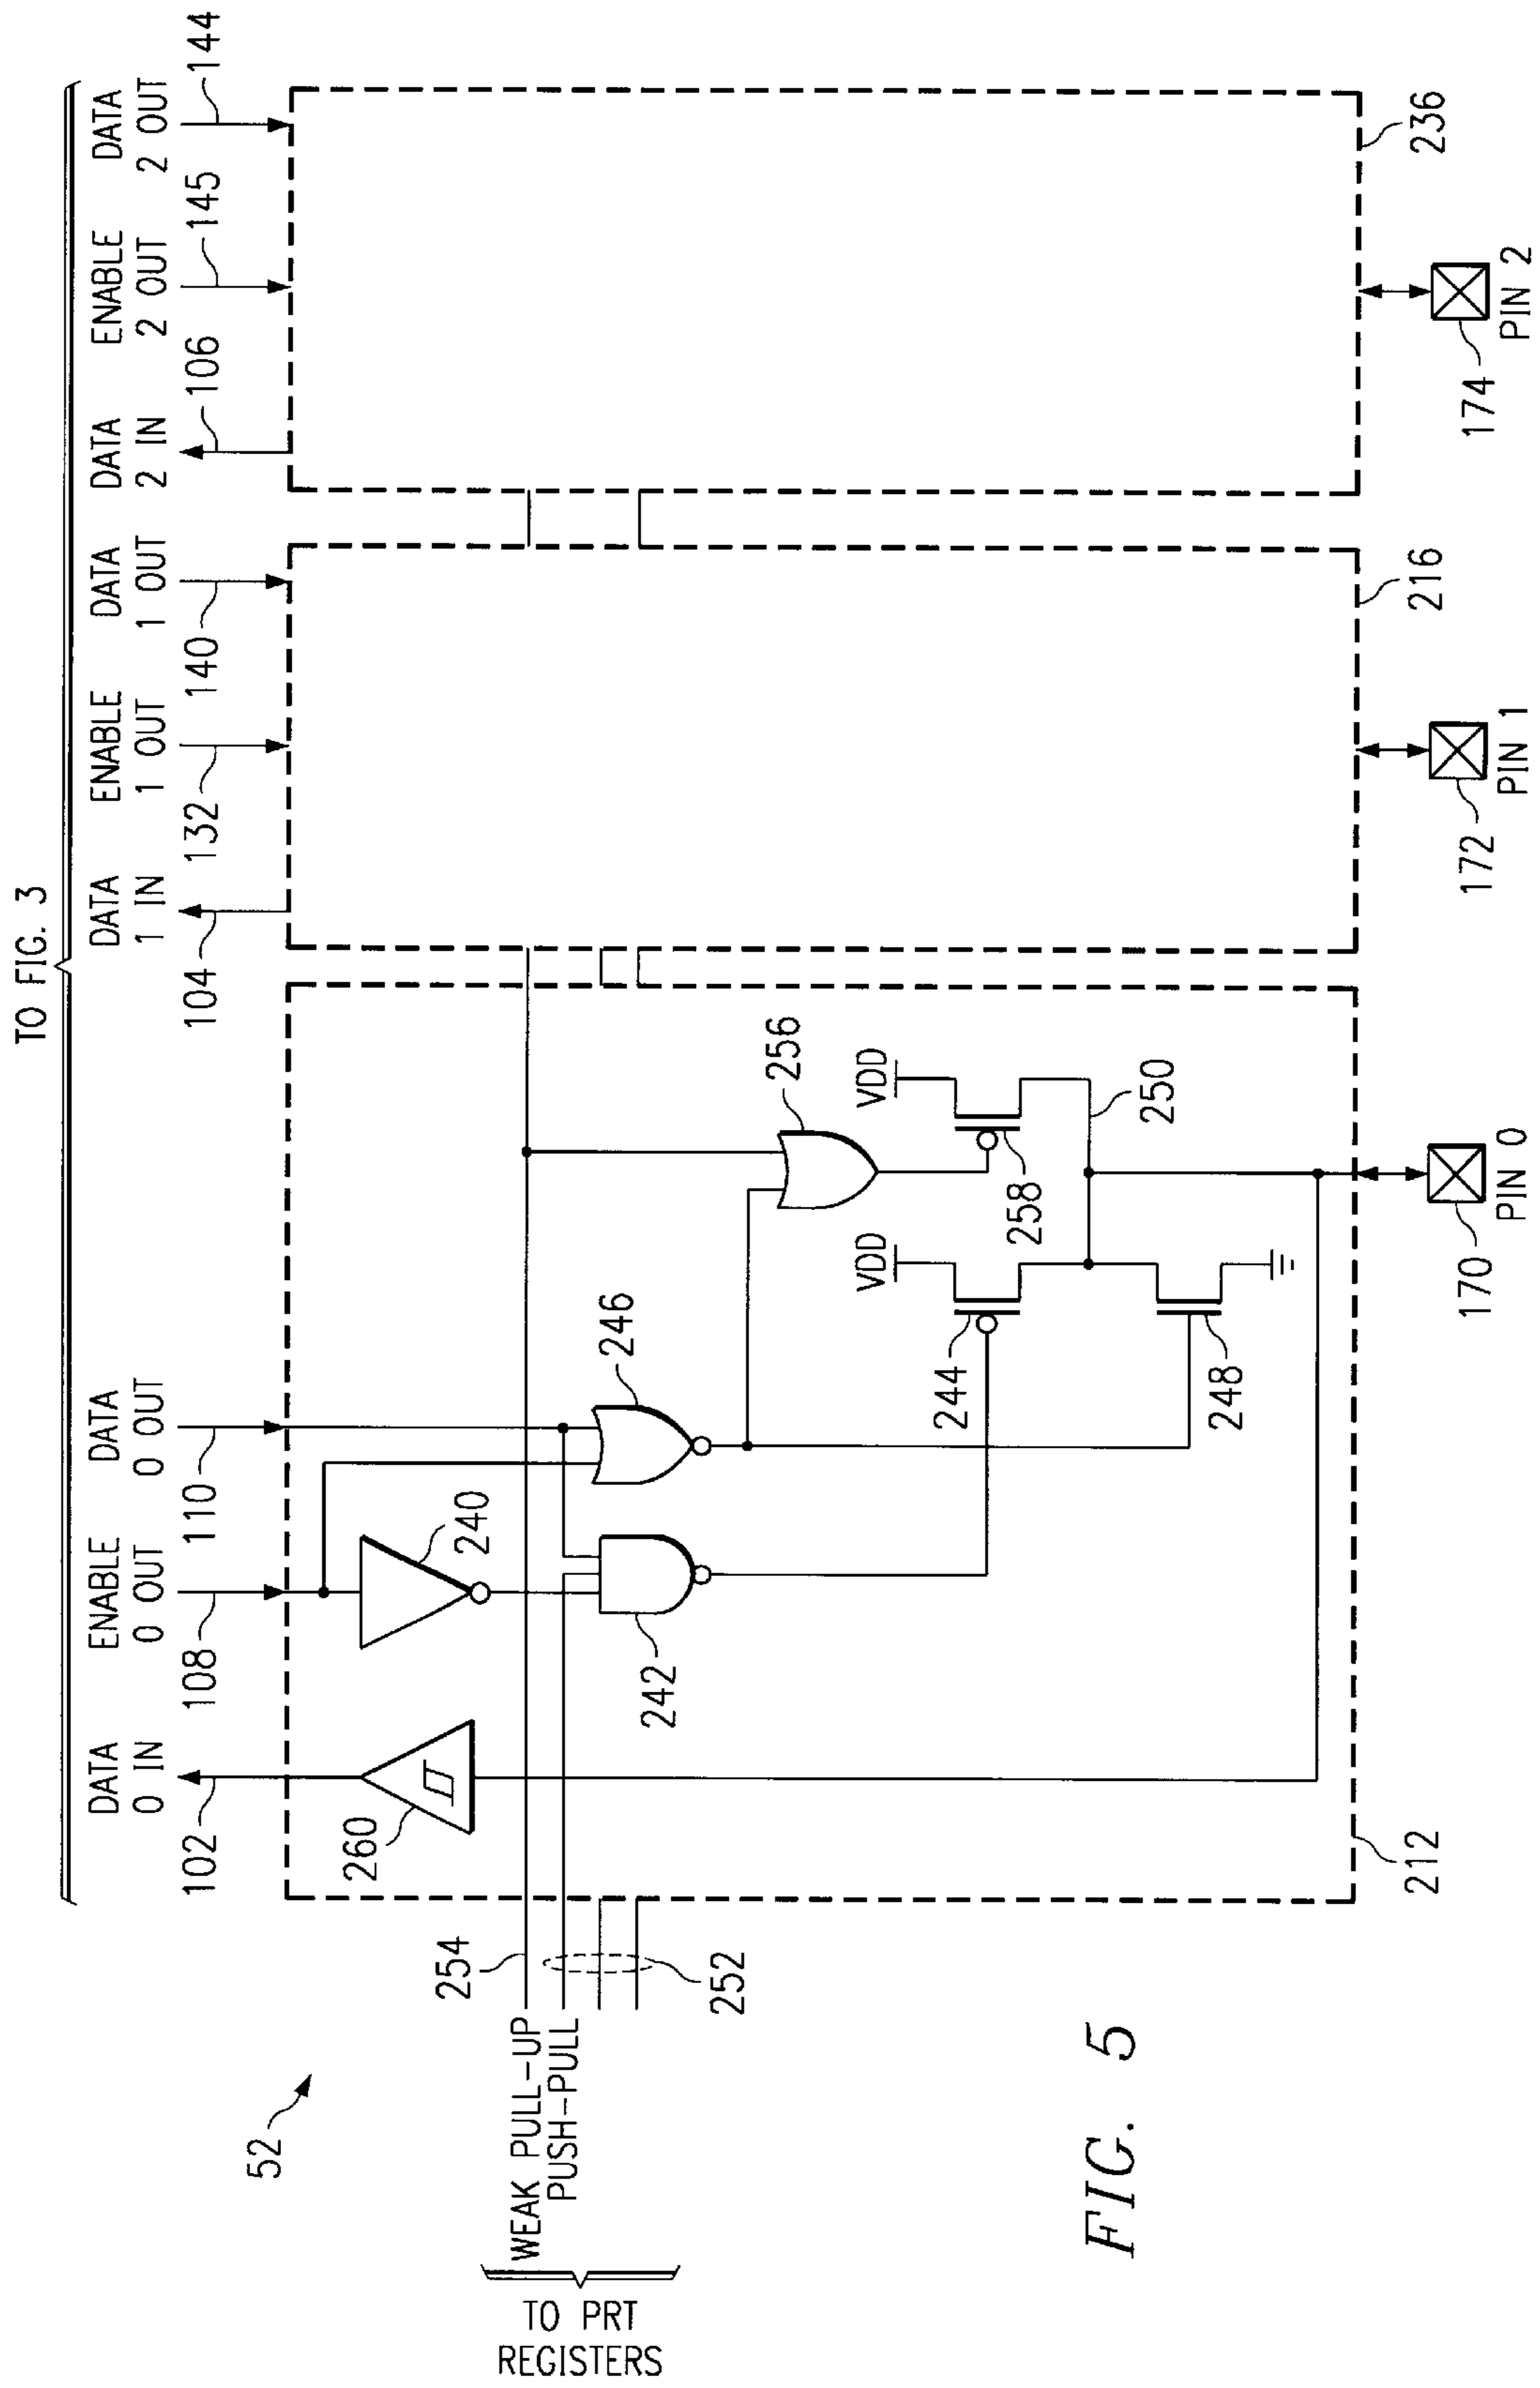 TO FIG. 3
DATA
0 IN
ENABLE
0 OUT
DATA
0 OUT
DATA
1 IN
ENABLE
1 OUT
DATA
1 OUT
DATA
2 IN
ENABLE
2 OUT
DATA
2 OUT
102
108
110
104
132
140
106
145
144
52
260
240
254
WEAK PULL-UP
PUSH-PULL
TO PRT
REGISTERS
252
242
246
256
VDD
VDD
244
258
248
250
212
216
236
170
PIN 0
172
PIN 1
174
PIN 2
FIG. 5